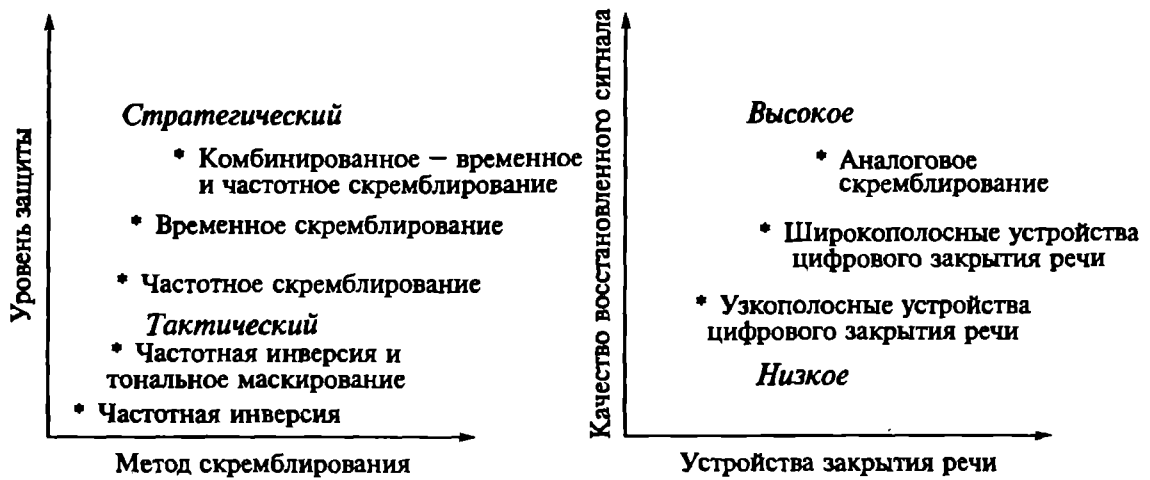 Уровень защиты
Стратегический
* Комбинированное — временное
и частотное скремблирование
* Временное скремблирование
* Частотное скремблирование
Тактический
* Частотная инверсия и
тональное маскирование
* Частотная инверсия
Метод скремблирования
Качество восстановленного сигнала
Высокое
* Аналоговое
скремблирование
* Широкополосные устройства
цифрового закрытия речи
* Узкополосные устройства
цифрового закрытия речи
Низкое
Устройства закрытия речи